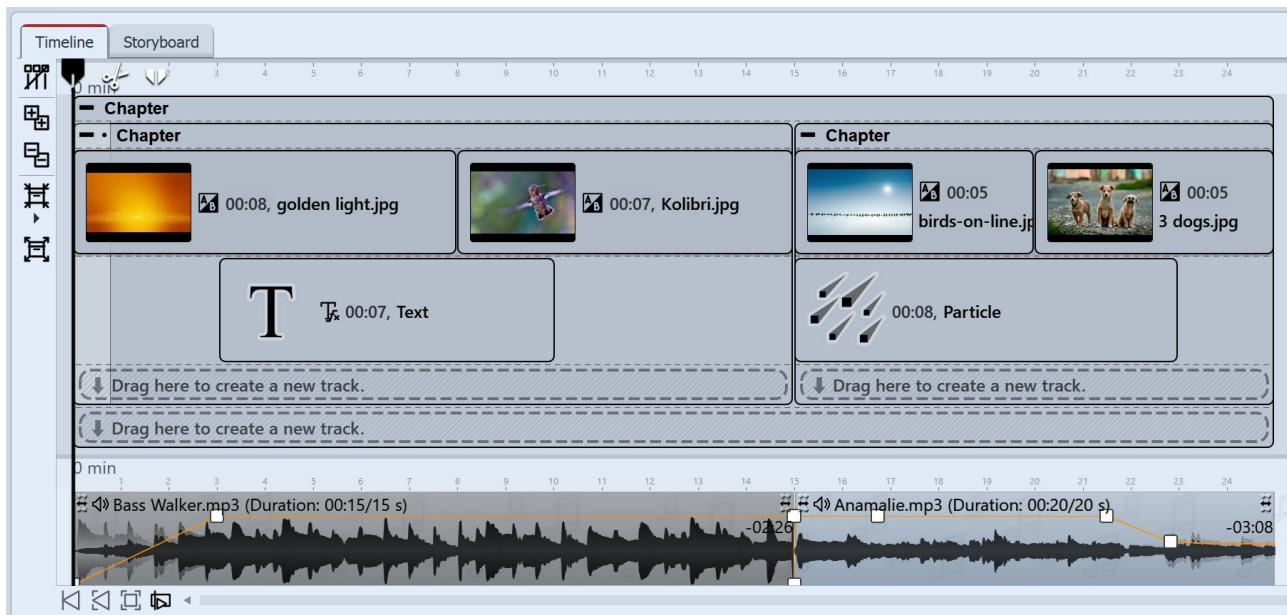 Timeline Storyboard
2 3 4 5 6 7 8 9 10 11 12 13 14 15 16 17 18 19 20 21 22 23 24
0 min
Chapter
Chapter Chapter
00:08, golden light.jpg 00:07, Kolibri.jpg 00:05 00:05
birds-on-line.jp 3 dogs.jpg
T 00:07, Text 00:08, Particle
Drag here to create a new track. Drag here to create a new track.
Drag here to create a new track.
0 min
1 2 3 4 5 6 7 8 9 10 11 12 13 14 15 16 17 18 19 20 21 22 23 24
Bass Walker.mp3 (Duration: 00:15/15 s) Anamalie.mp3 (Duration: 00:20/20 s)
-02:26 -03:08